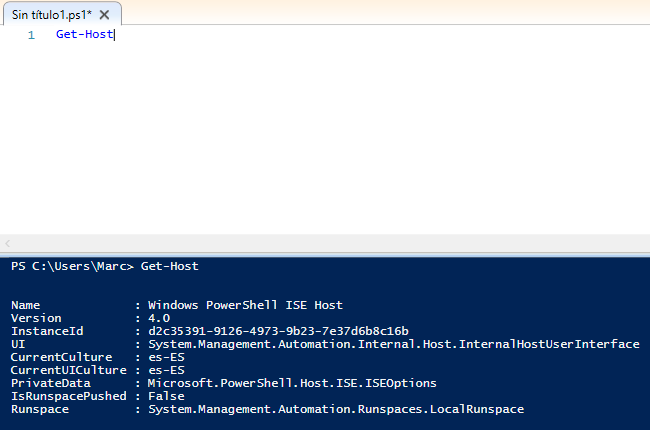 Sin título1.ps1* X
1 Get-Host
PS C:\Users\Marc> Get-Host
Name : Windows PowerShell ISE Host
Version : 4.0
InstanceId : d2c35391-9126-4973-9b23-7e37d6b8c16b
UI : System.Management.Automation.Internal.Host.InternalHostUserInterface
CurrentCulture : es-ES
CurrentUICulture : es-ES
PrivateData : Microsoft.PowerShell.Host.ISE.ISEOptions
IsRunspacePushed : False
Runspace : System.Management.Automation.Runspaces.LocalRunspace